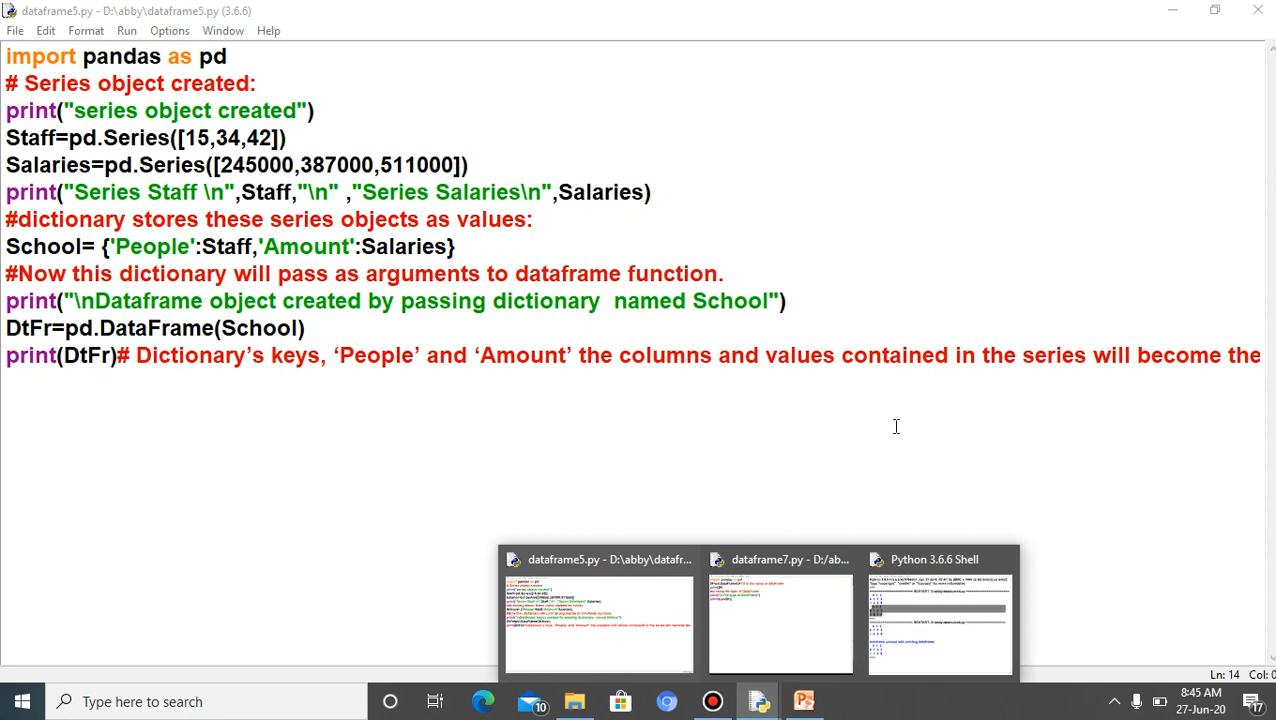 dataframe5.py - D:\abby\dataframe5.py (3.6.6)
File Edit Format Run Options Window Help
import pandas as pd
# Series object created:
print("series object created")
Staff=pd.Series([15,34,42])
Salaries=pd.Series([245000,387000,511000])
print("Series Staff \n",Staff,"\n" ,"Series Salaries\n",Salaries)
#dictionary stores these series objects as values:
School= {'People':Staff,'Amount':Salaries}
#Now this dictionary will pass as arguments to dataframe function.
print("\nDataframe object created by passing dictionary  named School")
DtFr=pd.DataFrame(School)
print(DtFr)# Dictionary’s keys, ‘People’ and ‘Amount’ the columns and values contained in the series will become the
dataframe5.py - D:\abby\datafr... dataframe7.py - D:/ab... Python 3.6.6 Shell
Ln: 14 Col: 0
Type here to search
10
8:45 AM
27-Jun-20
17